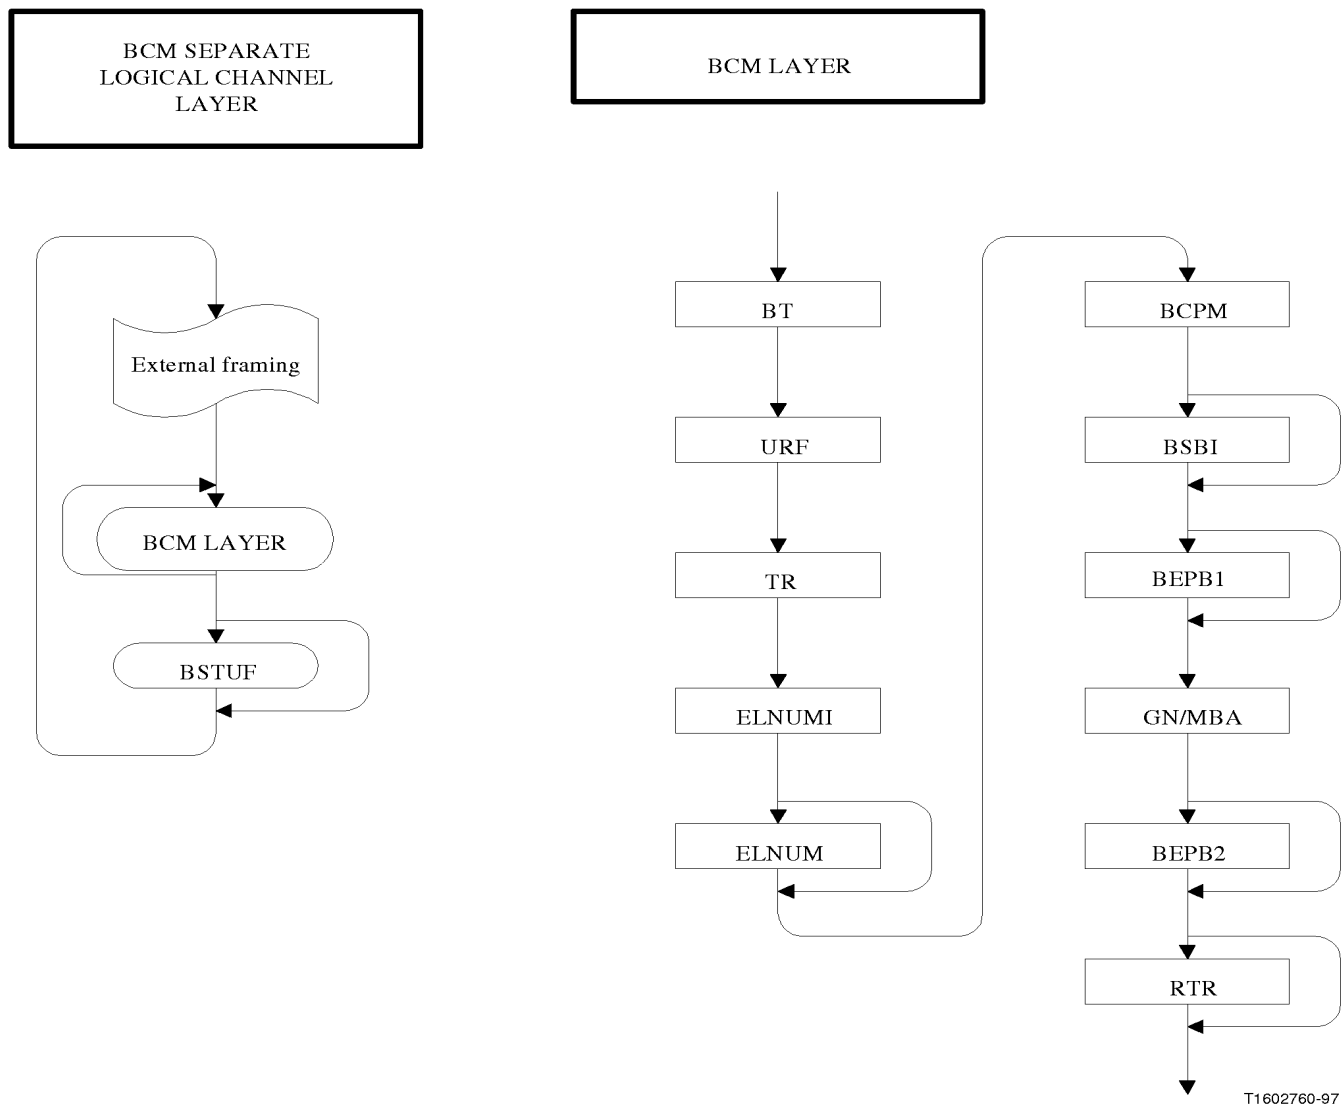 BCM SEPARATE
LOGICAL CHANNEL
LAYER
BCM LAYER
External framing
BCM LAYER
BSTUF
BT
URF
TR
ELNUMI
ELNUM
BCPM
BSBI
BEPB1
GN/MBA
BEPB2
RTR
T1602760-97